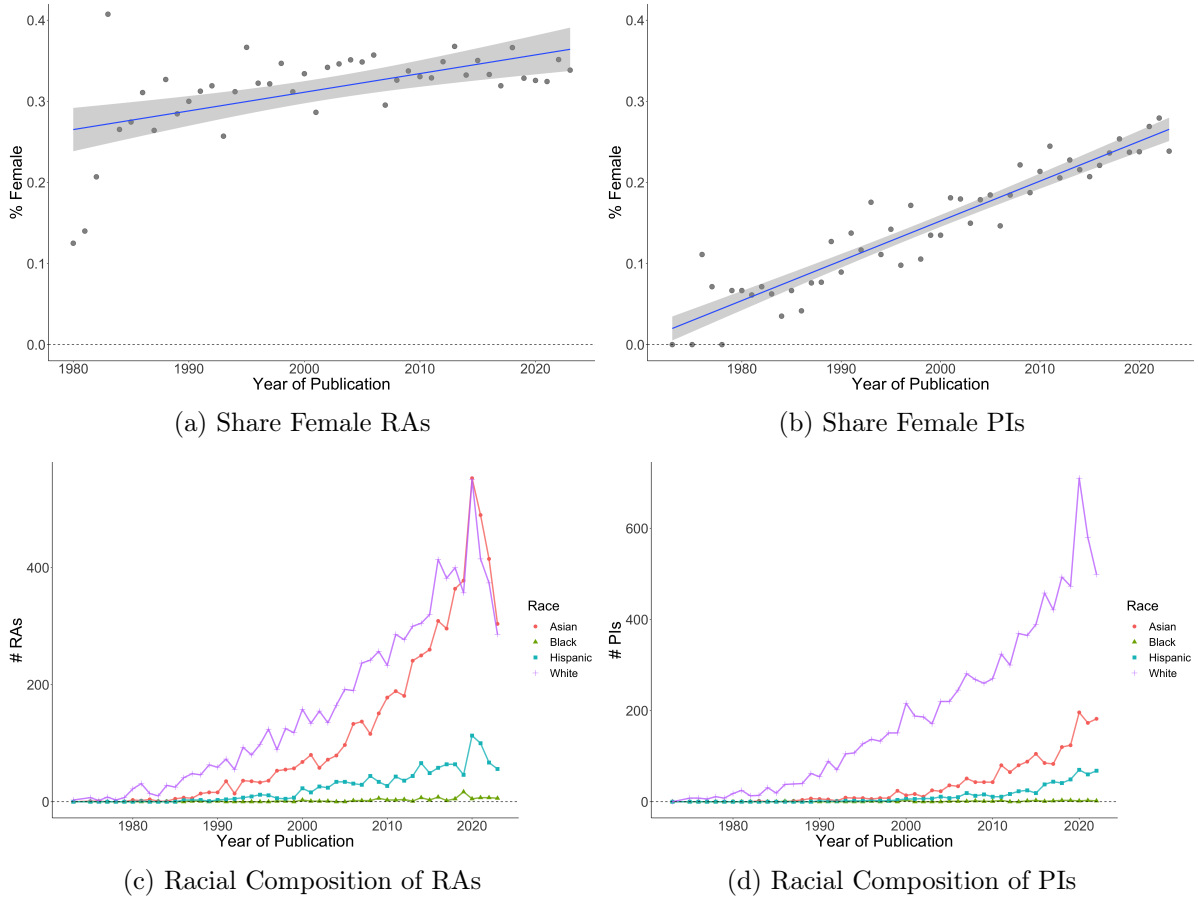 0.4
0.3
0.2
0.1
0.0
% Female
1980 1990 2000 2010 2020
Year of Publication
(a) Share Female RAs
0.4
0.3
0.2
0.1
0.0
% Female
1980 1990 2000 2010 2020
Year of Publication
(b) Share Female PIs
400
200
0
# RAs
1980 1990 2000 2010 2020
Year of Publication
Race
Asian
Black
Hispanic
White
(c) Racial Composition of RAs
600
400
200
0
# PIs
1980 1990 2000 2010 2020
Year of Publication
Race
Asian
Black
Hispanic
White
(d) Racial Composition of PIs